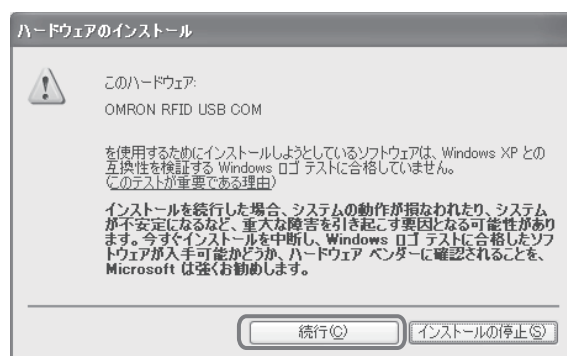 ハードウェアのインストール
このハードウェア:
OMRON RFID USB COM
を使用するためにインストールしようとしているソフトウェアは、Windows XP との
互換性を検証する Windows ロゴ テストに合格していません。
(このテストが重要である理由)
インストールを続行した場合、システムの動作が損なわれたり、システム
が不安定になるなど、重大な障害を引き起こす要因となる可能性があり
ます。今すぐインストールを中断し、Windows ロゴ テストに合格したソフ
トウェアが入手可能かどうか、ハードウェア ベンダーに確認されることを、
Microsoft は強くお勧めします。
続行(C)
インストールの停止(S)